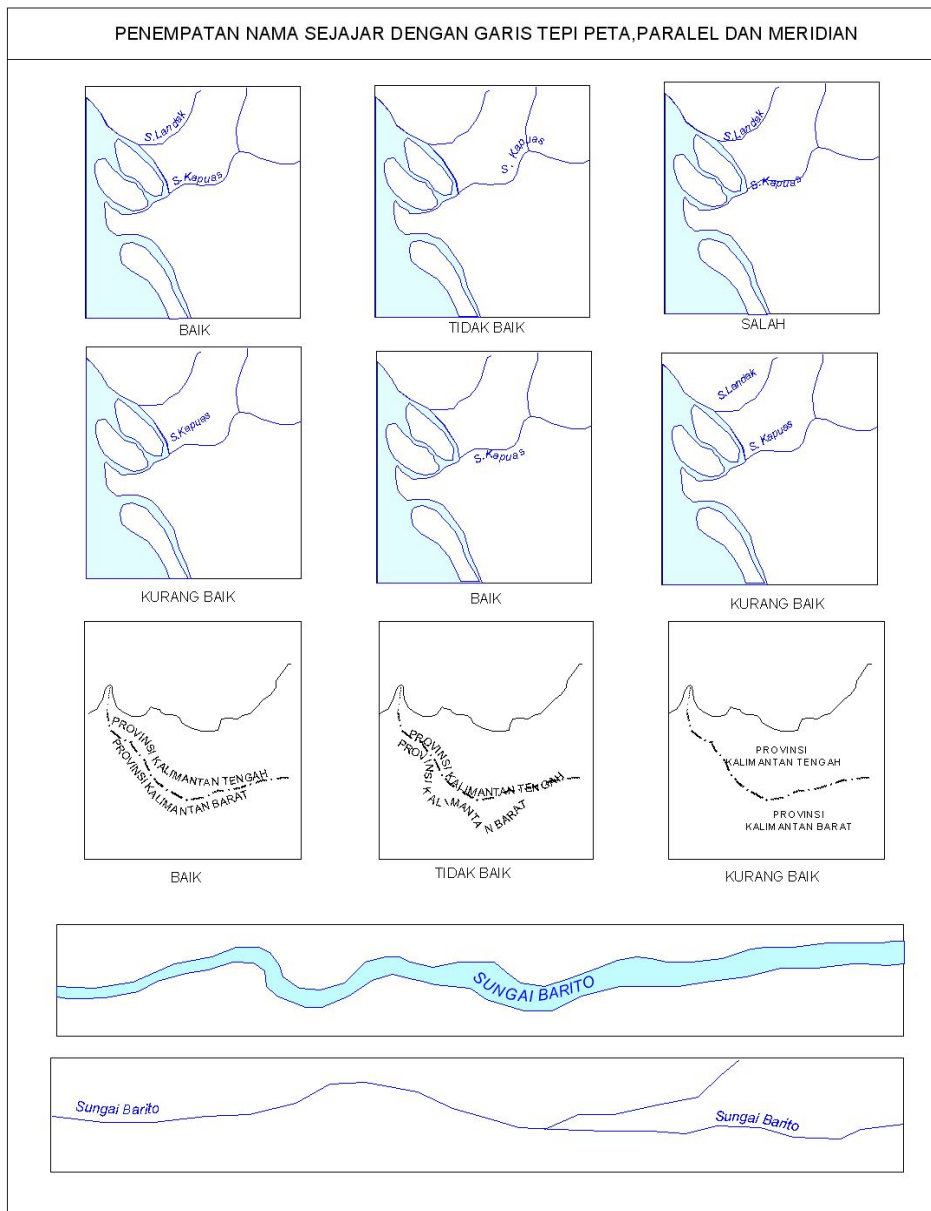 PENEMPATAN NAMA SEJAJAR DENGAN GARIS TEPI PETA,PARALEL DAN MERIDIAN
S.Landak
S.Kapuas
BAIK
S. Kapuas
TIDAK BAIK
S.Landak
S.Kapuas
SALAH
S.Kapuas
KURANG BAIK
S.Kapuas
BAIK
S.Landak
S. Kapuas
KURANG BAIK
PROVINSI KALIMANTAN TENGAH
PROVINSI KALIMANTAN BARAT
BAIK
PROVINSI KALIMANTAN TENGAH
PROVINSI KALIMANTAN BARAT
TIDAK BAIK
PROVINSI
KALIMANTAN TENGAH
PROVINSI
KALIMANTAN BARAT
KURANG BAIK
SUNGAI BARITO
Sungai Barito
Sungai Barito